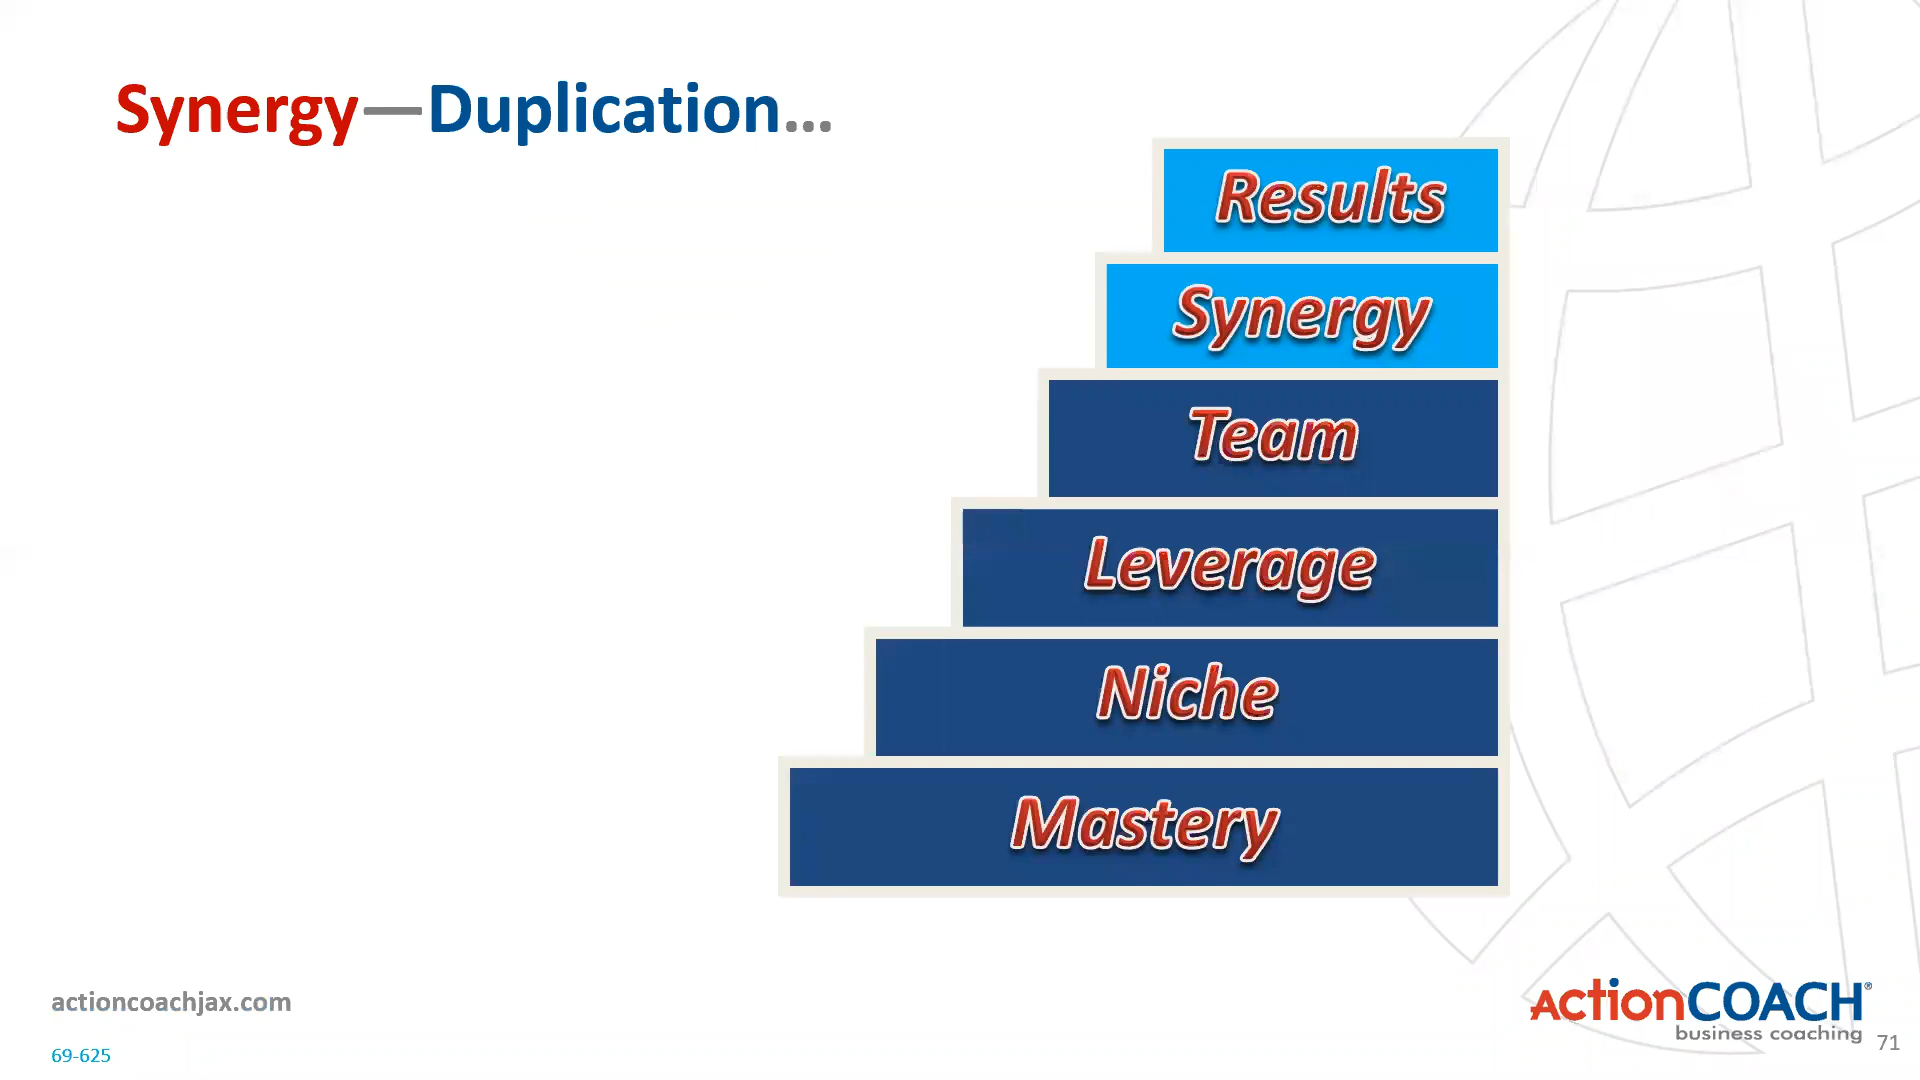 Synergy—Duplication...
Results
Synergy
Team
Leverage
Niche
Mastery
actioncoachjax.com
ActionCOACH®
business coaching
71
69-625